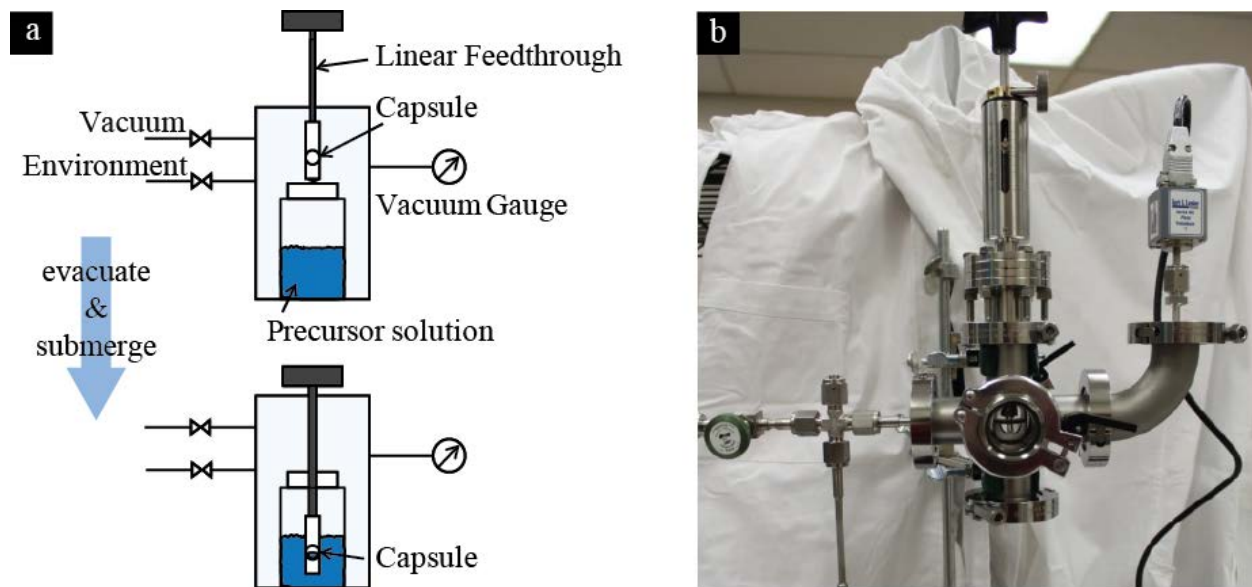 a
Linear Feedthrough
Capsule
Vacuum
Environment
Vacuum Gauge
evacuate
&
submerge
Precursor solution
Capsule
b